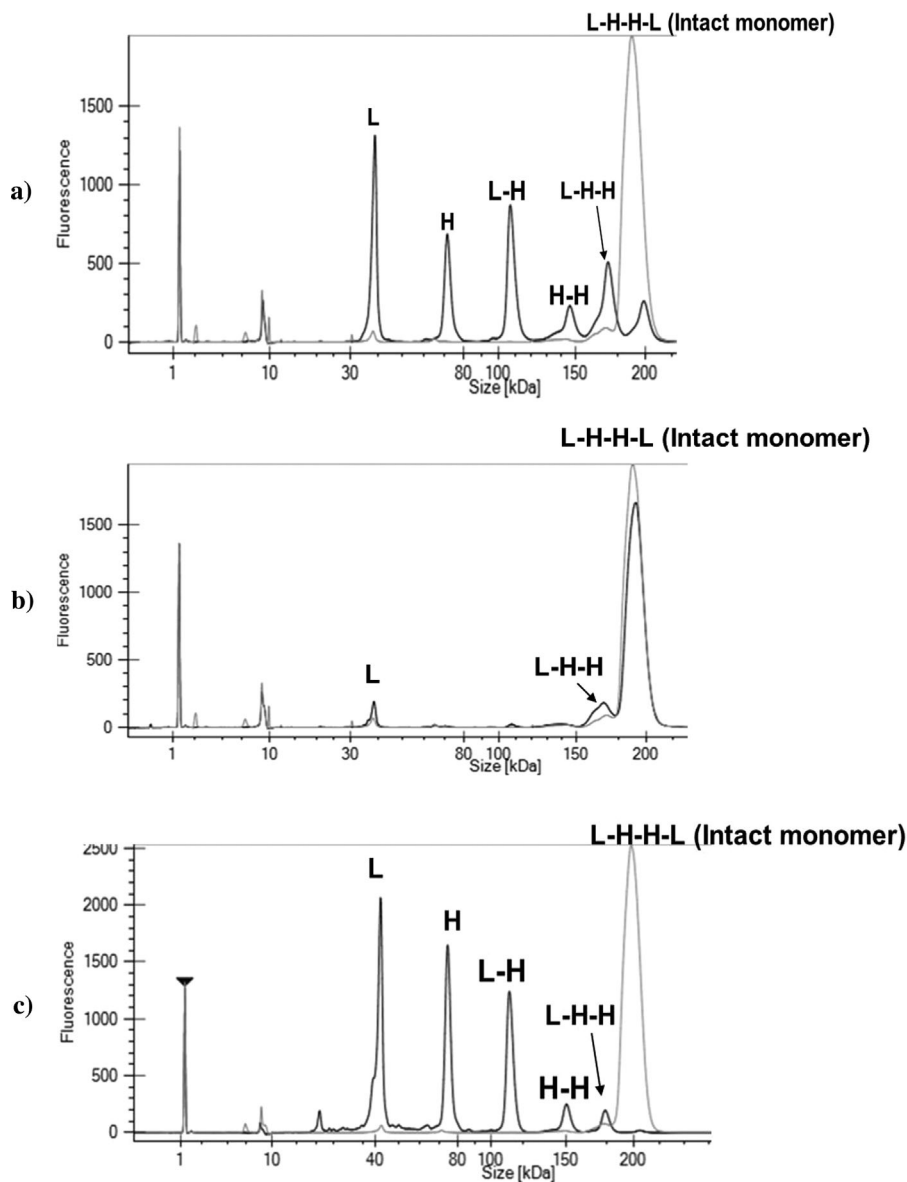 L-H-H-L (Intact monomer)
a)
Fluorescence
1500
1000
500
0
L
H
L-H
H-H
L-H-H
1 10 30 80 100 150 200
Size [kDa]
L-H-H-L (Intact monomer)
b)
Fluorescence
1500
1000
500
0
L
L-H-H
1 10 30 80 100 150 200
Size [kDa]
L-H-H-L (Intact monomer)
c)
Fluorescence
2500
2000
1500
1000
500
0
L
H
L-H
L-H-H
H-H
1 10 40 80 100 150 200
Size [kDa]